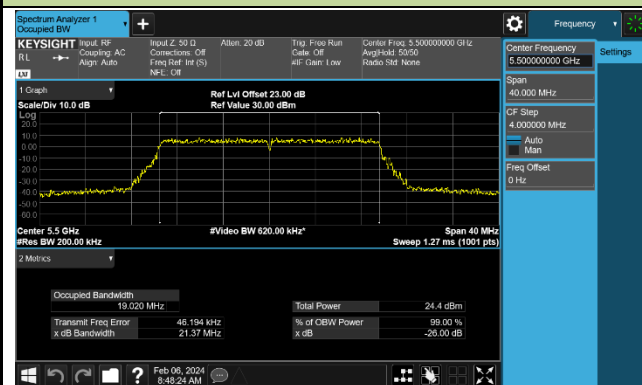 Spectrum Analyzer 1
Occupied BW
Frequency
KEYSIGHT Input: RF Input Z: 50 Ω Atten: 20 dB Trig: Free Run Center Freq: 5.500000000 GHz
RL Coupling: AC Corrections: Off Gate: Off Avg|Hold: 50/50
Align: Auto Freq Ref: Int (S) #IF Gain: Low Radio Std: None
NFE: Off
LXI
Center Frequency
5.500000000 GHz
Settings
Span
40.000 MHz
CF Step
4.000000 MHz
Auto
Man
Freq Offset
0 Hz
1 Graph
Ref Lvl Offset 23.00 dB
Scale/Div 10.0 dB Ref Value 30.00 dBm
Log
20.0
10.0
0.00
-10.0
-20.0
-30.0
-40.0
-50.0
-60.0
Center 5.5 GHz #Video BW 620.00 kHz* Span 40 MHz
#Res BW 200.00 kHz Sweep 1.27 ms (1001 pts)
2 Metrics
Occupied Bandwidth
19.020 MHz Total Power 24.4 dBm
Transmit Freq Error 46.194 kHz % of OBW Power 99.00 %
x dB Bandwidth 21.37 MHz x dB -26.00 dB
Feb 06, 2024
8:48:24 AM